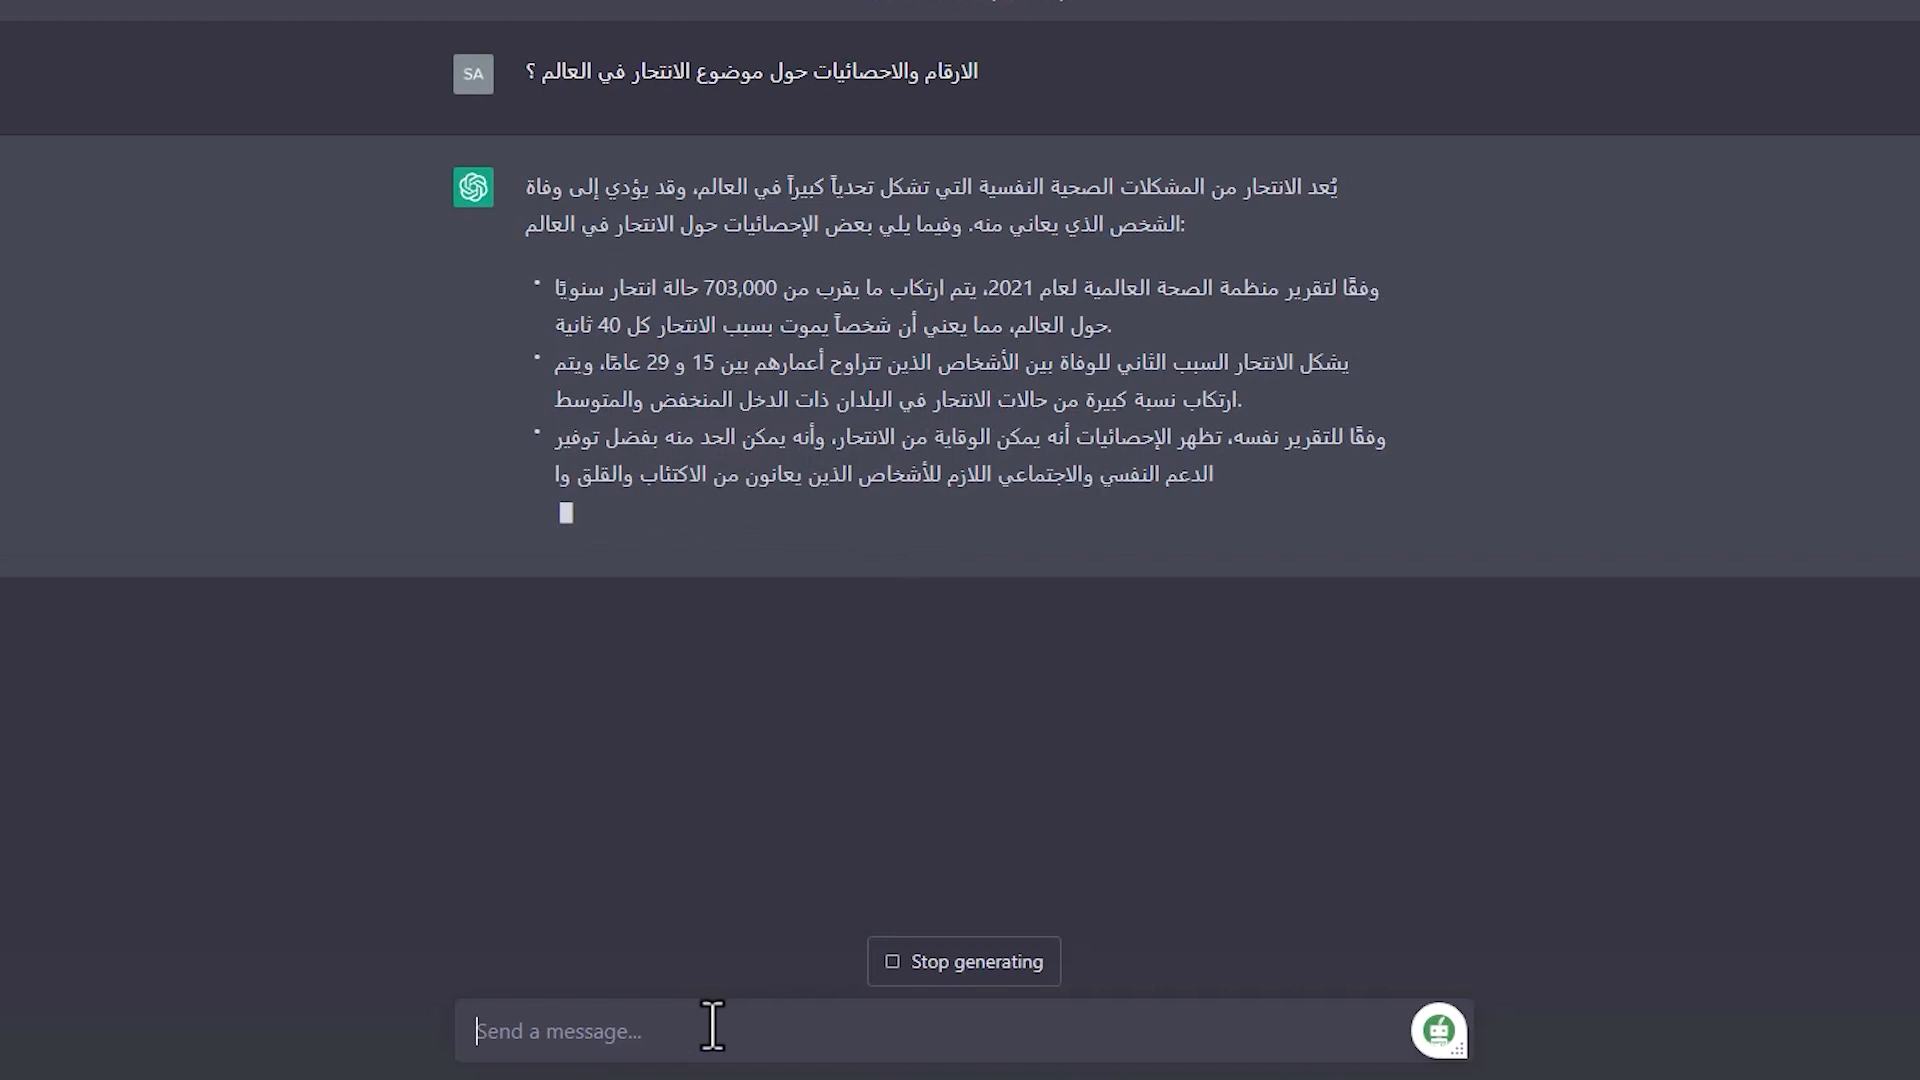 SA
الارقام والاحصائيات حول موضوع الانتحار في العالم ؟
يُعد الانتحار من المشكلات الصحية النفسية التي تشكل تحدياً كبيراً في العالم، وقد يؤدي إلى وفاة
الشخص الذي يعاني منه. وفيما يلي بعض الإحصائيات حول الانتحار في العالم:
وفقًا لتقرير منظمة الصحة العالمية لعام 2021، يتم ارتكاب ما يقرب من 703,000 حالة انتحار سنويًا
حول العالم، مما يعني أن شخصاً يموت بسبب الانتحار كل 40 ثانية.
يشكل الانتحار السبب الثاني للوفاة بين الأشخاص الذين تتراوح أعمارهم بين 15 و 29 عامًا، ويتم
ارتكاب نسبة كبيرة من حالات الانتحار في البلدان ذات الدخل المنخفض والمتوسط.
وفقًا للتقرير نفسه، تظهر الإحصائيات أنه يمكن الوقاية من الانتحار، وأنه يمكن الحد منه بفضل توفير
الدعم النفسي والاجتماعي اللازم للأشخاص الذين يعانون من الاكتئاب والقلق وا
Stop generating
Send a message...